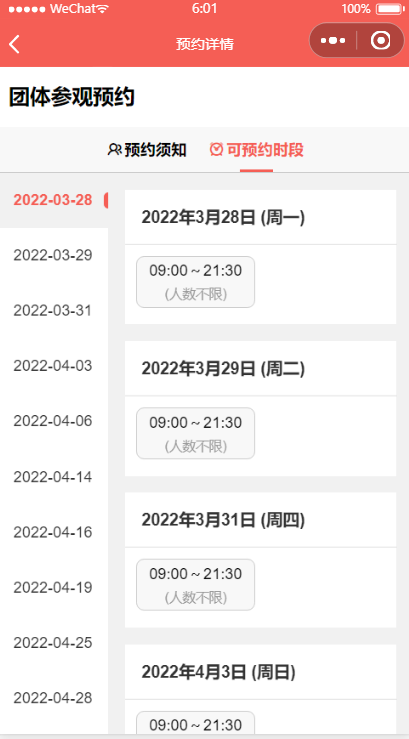 WeChat
6:01
100%
预约详情
团体参观预约
预约须知
可预约时段
2022-03-28
2022-03-29
2022-03-31
2022-04-03
2022-04-06
2022-04-14
2022-04-16
2022-04-19
2022-04-25
2022-04-28
2022年3月28日 (周一)
09:00 ~ 21:30
(人数不限)
2022年3月29日 (周二)
09:00 ~ 21:30
(人数不限)
2022年3月31日 (周四)
09:00 ~ 21:30
(人数不限)
2022年4月3日 (周日)
09:00 ~ 21:30